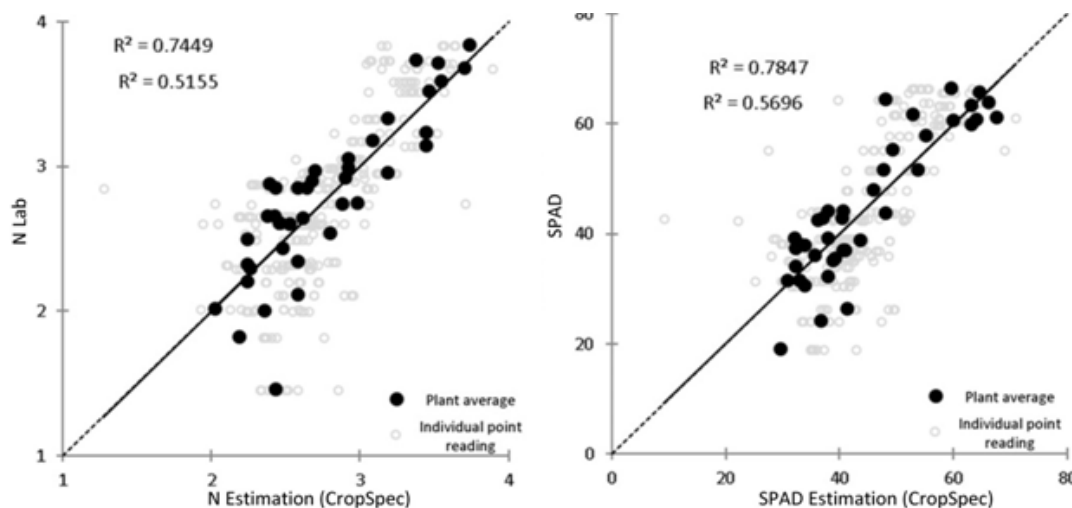 4
R² = 0.7449
R² = 0.5155
3
N Lab
2
Plant average
Individual point
reading
1
1
2
3
4
N Estimation (CropSpec)
80
R² = 0.7847
R² = 0.5696
60
SPAD
40
20
Plant average
Individual point
reading
0
0
20
40
60
80
SPAD Estimation (CropSpec)